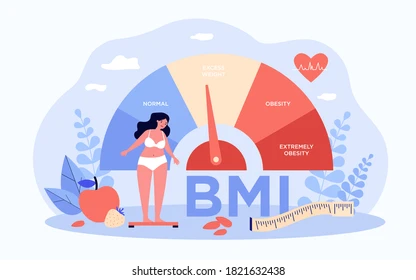 EXCESS
WEIGHT
NORMAL
OBESITY
EXTREMELY
OBESITY
BMI
shutterstock.com · 1821632438